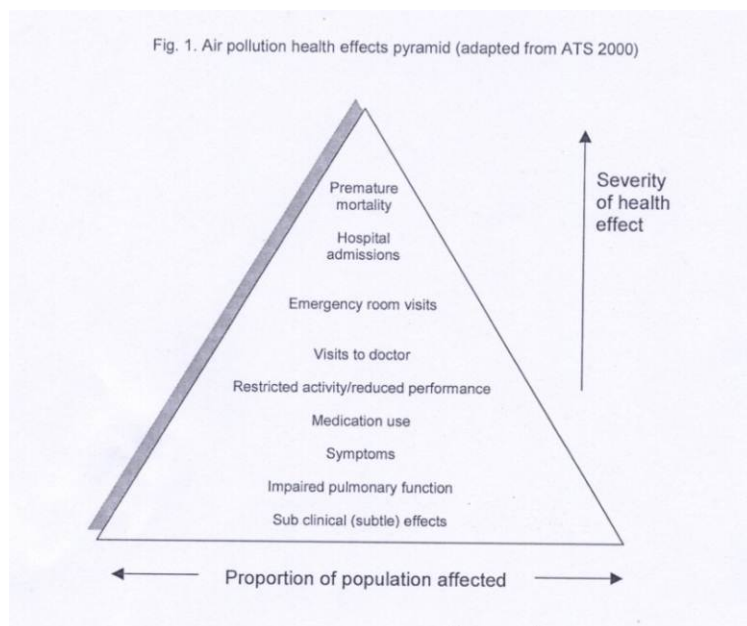 Fig. 1. Air pollution health effects pyramid (adapted from ATS 2000)
Premature
mortality
Hospital
admissions
Emergency room visits
Visits to doctor
Restricted activity/reduced performance
Medication use
Symptoms
Impaired pulmonary function
Sub clinical (subtle) effects
Severity
of health
effect
Proportion of population affected